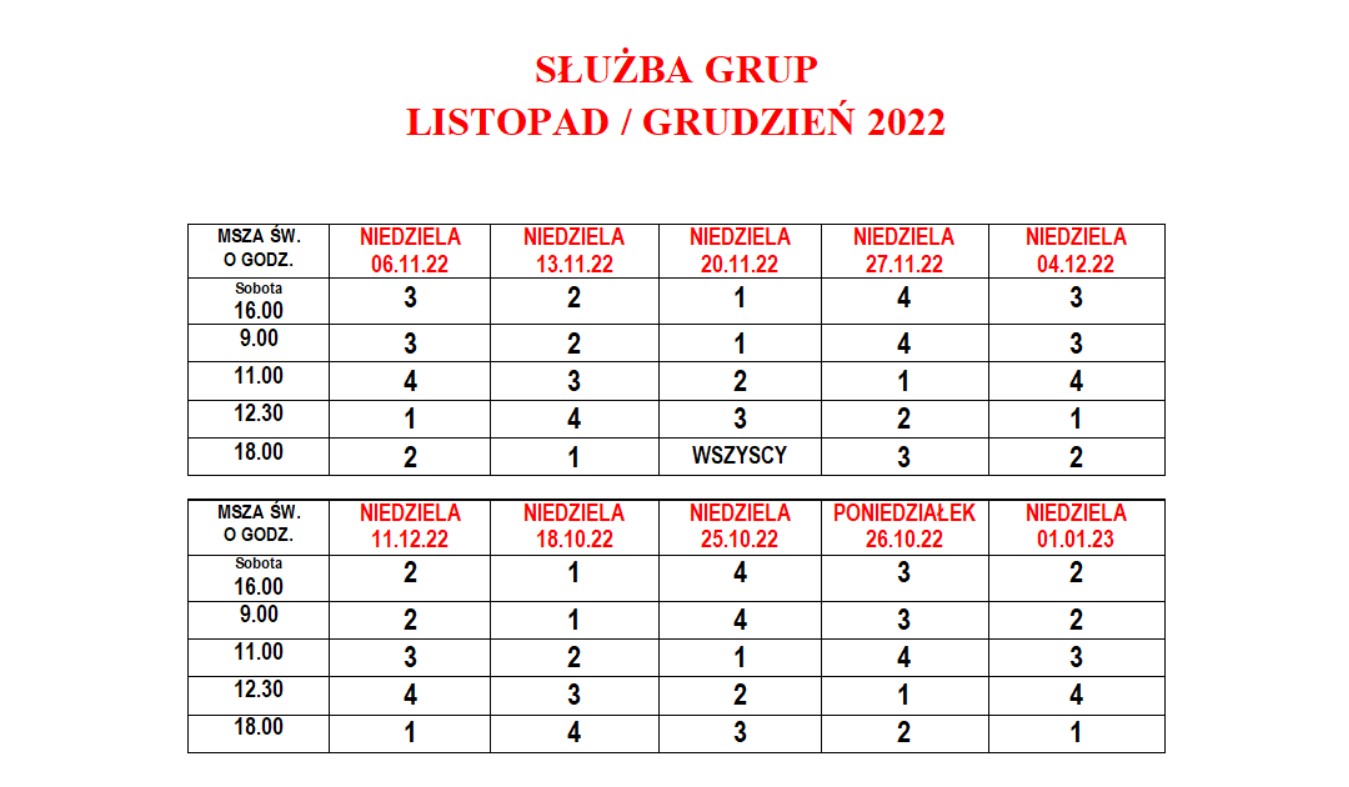 SŁUŻBA GRUP
LISTOPAD / GRUDZIEŃ 2022
MSZA ŚW. O GODZ. NIEDZIELA 06.11.22 NIEDZIELA 13.11.22 NIEDZIELA 20.11.22 NIEDZIELA 27.11.22 NIEDZIELA 04.12.22
Sobota 16.00 3 2 1 4 3
9.00 3 2 1 4 3
11.00 4 3 2 1 4
12.30 1 4 3 2 1
18.00 2 1 WSZYSCY 3 2
MSZA ŚW. O GODZ. NIEDZIELA 11.12.22 NIEDZIELA 18.10.22 NIEDZIELA 25.10.22 PONIEDZIAŁEK 26.10.22 NIEDZIELA 01.01.23
Sobota 16.00 2 1 4 3 2
9.00 2 1 4 3 2
11.00 3 2 1 4 3
12.30 4 3 2 1 4
18.00 1 4 3 2 1